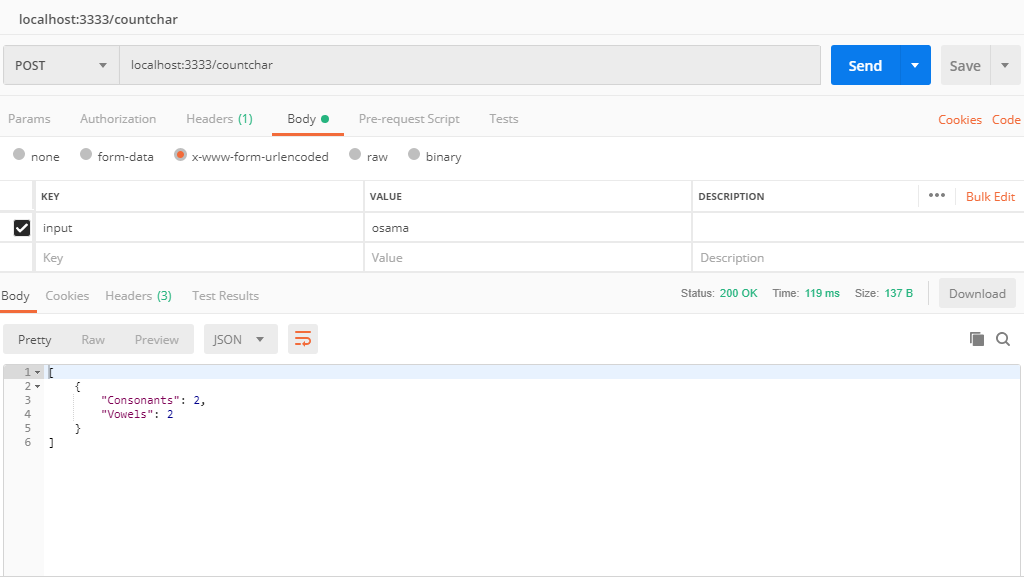 localhost:3333/countchar
POST localhost:3333/countchar Send Save
Params Authorization Headers (1) Body Pre-request Script Tests Cookies Code
none form-data x-www-form-urlencoded raw binary
KEY VALUE DESCRIPTION ••• Bulk Edit
input osama
Key Value Description
Body Cookies Headers (3) Test Results Status: 200 OK Time: 119 ms Size: 137 B Download
Pretty Raw Preview JSON
1 [
2 {
3 "Consonants": 2,
4 "Vowels": 2
5 }
6 ]